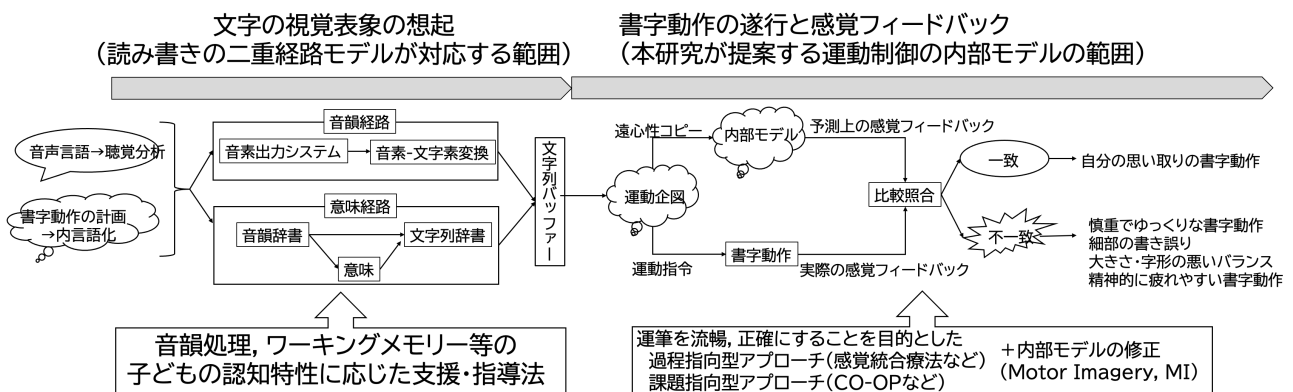 文字の視覚表象の想起
（読み書きの二重経路モデルが対応する範囲）
書字動作の遂行と感覚フィードバック
（本研究が提案する運動制御の内部モデルの範囲）
音声言語→聴覚分析
書字動作の計画
→内言語化
音韻経路
音素出力システム
音素-文字素変換
意味経路
音韻辞書
文字列辞書
意味
文字列バッファー
遠心性コピー
内部モデル
予測上の感覚フィードバック
運動企図
運動指令
書字動作
実際の感覚フィードバック
比較照合
一致
自分の思い取りの書字動作
不一致
慎重でゆっくりな書字動作
細部の書き誤り
大きさ・字形の悪いバランス
精神的に疲れやすい書字動作
音韻処理, ワーキングメモリー等の
子どもの認知特性に応じた支援・指導法
運筆を流暢, 正確にすることを目的とした
過程指向型アプローチ(感覚統合療法など)
課題指向型アプローチ(CO-OPなど)
＋内部モデルの修正
(Motor Imagery, MI)